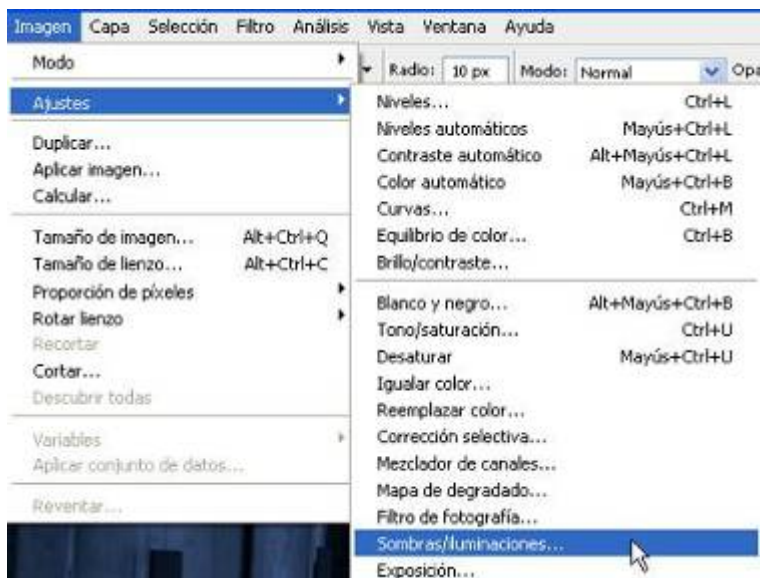 Imagen Capa Selección Filtro Análisis Vista Ventana Ayuda
Radio: 10 px Modo: Normal Opa
Modo
Ajustes
Duplicar...
Aplicar imagen...
Calcular...
Tamaño de imagen... Alt+Ctrl+Q
Tamaño de lienzo... Alt+Ctrl+C
Proporción de píxeles
Rotar lienzo
Recortar
Cortar...
Descubrir todas
Variables
Aplicar conjunto de datos...
Reventar...
Niveles... Ctrl+L
Niveles automáticos Mayús+Ctrl+L
Contraste automático Alt+Mayús+Ctrl+L
Color automático Mayús+Ctrl+B
Curvas... Ctrl+M
Equilibrio de color... Ctrl+B
Brillo/contraste...
Blanco y negro... Alt+Mayús+Ctrl+B
Tono/saturación... Ctrl+U
Desaturar Mayús+Ctrl+U
Igualar color...
Reemplazar color...
Corrección selectiva...
Mezclador de canales...
Mapa de degradado...
Filtro de fotografía...
Sombras/iluminaciones...
Exposición...